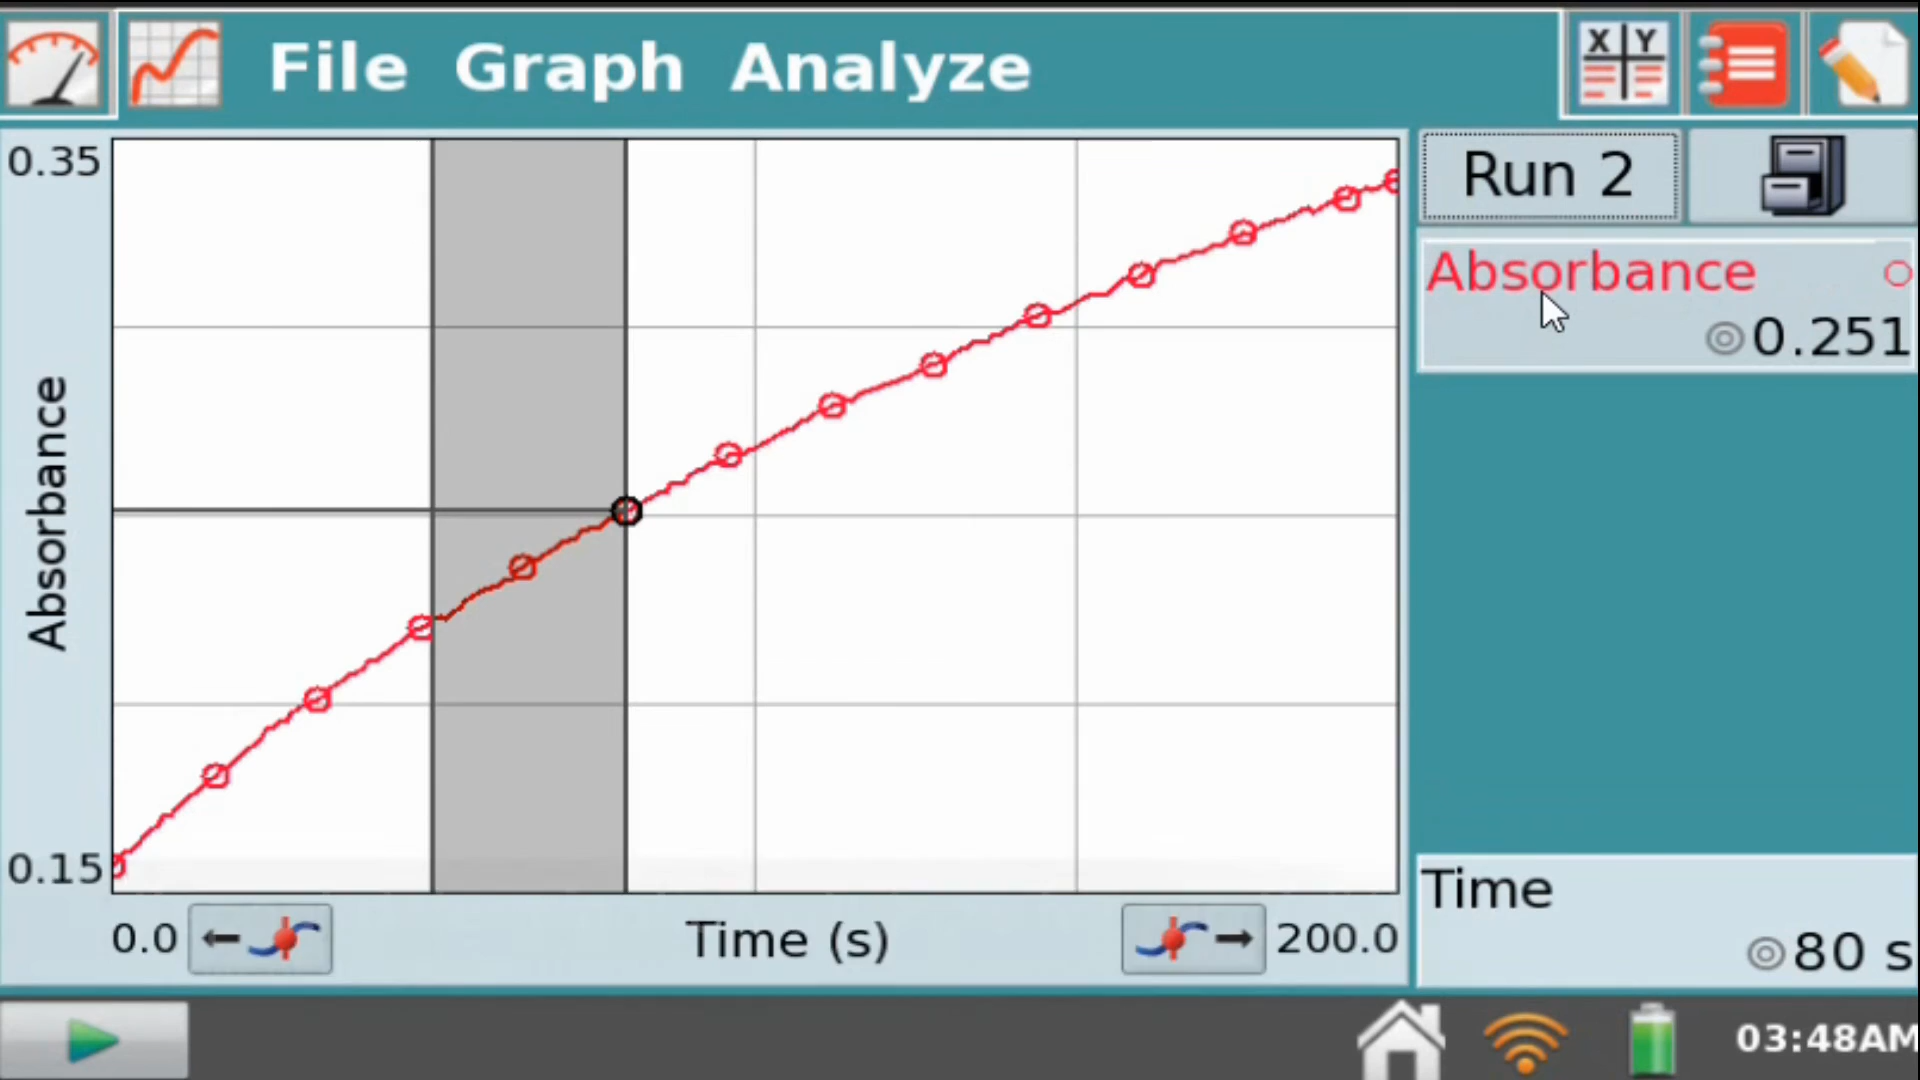 File Graph Analyze
X Y
0.35
Run 2
Absorbance
0.251
Absorbance
0.15
0.0
Time (s)
200.0
Time
80 s
03:48AM